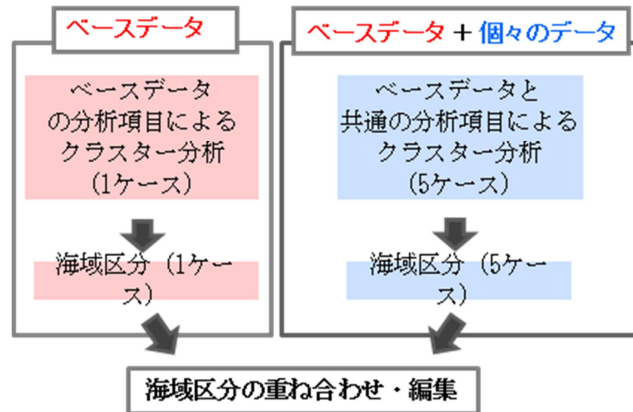 ベースデータ
ベースデータ
の分析項目による
クラスター分析
(1ケース)
海域区分 (1ケー
ス)
ベースデータ + 個々のデータ
ベースデータと
共通の分析項目による
クラスター分析
(5ケース)
海域区分 (5ケー
ス)
海域区分の重ね合わせ・編集